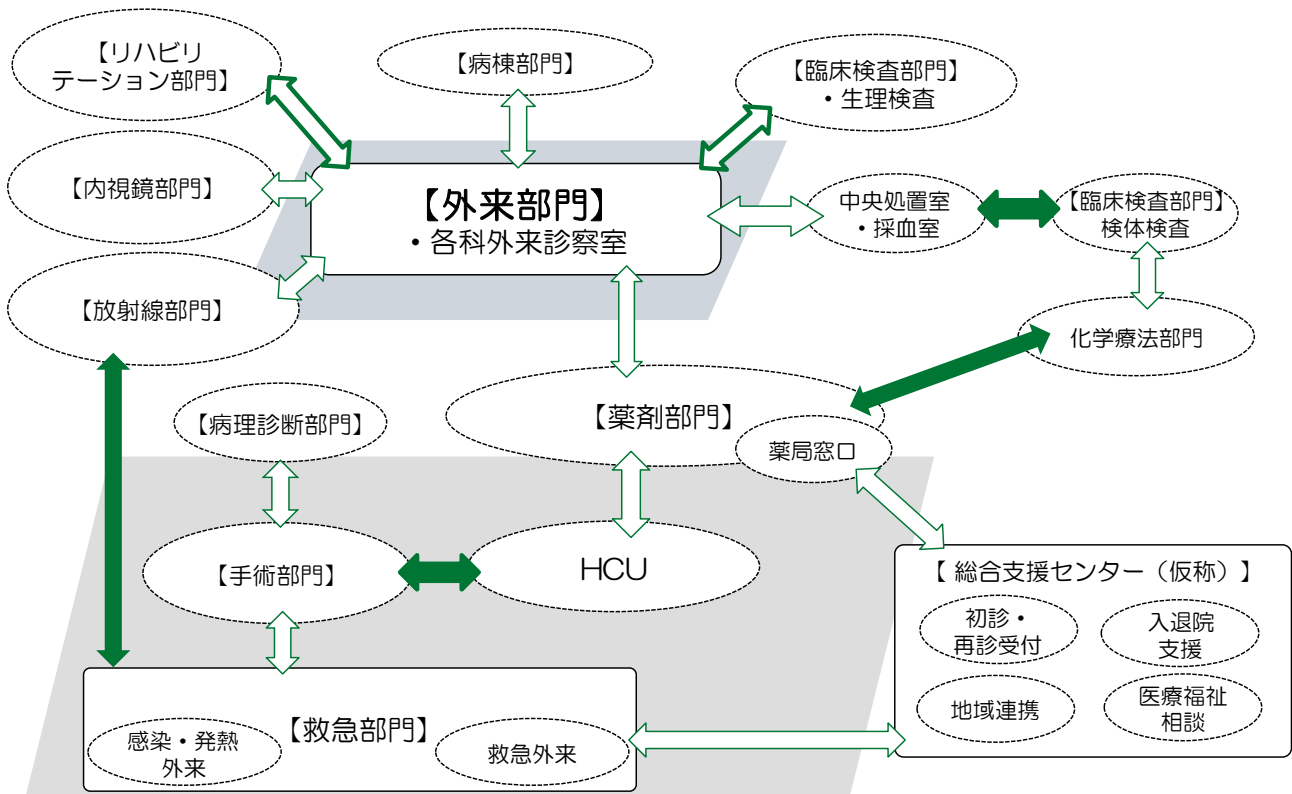 【リハビリ
テーション部門】
【病棟部門】
【臨床検査部門】
・生理検査
【内視鏡部門】
【外来部門】
・各科外来診察室
中央処置室
・採血室
【臨床検査部門】
検体検査
【放射線部門】
化学療法部門
【病理診断部門】
【薬剤部門】
薬局窓口
【手術部門】
HCU
【 総合支援センター（仮称）】
初診・
再診受付
入退院
支援
地域連携
医療福祉
相談
【救急部門】
感染・発熱
外来
救急外来